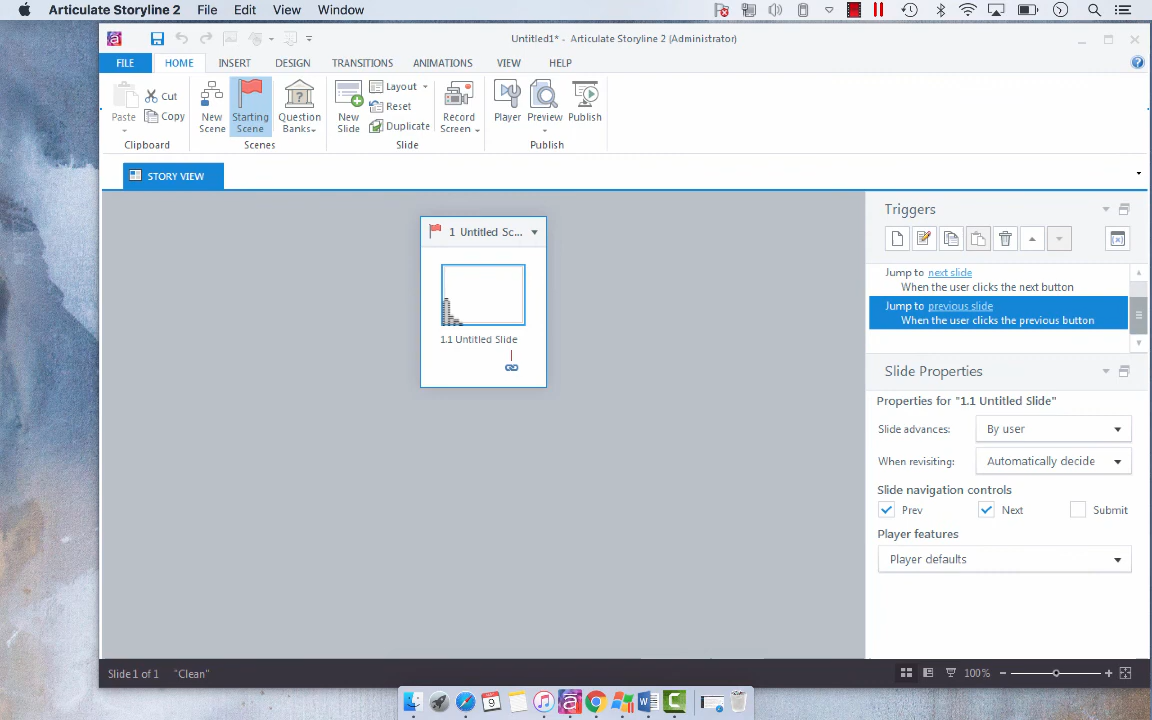 Articulate Storyline 2 File Edit View Window
Untitled1* - Articulate Storyline 2 (Administrator)
FILE HOME INSERT DESIGN TRANSITIONS ANIMATIONS VIEW HELP
Paste Cut Copy
New Scene Starting Scene Question Banks
New Slide Layout Reset Duplicate Record Screen
Player Preview Publish
Clipboard Scenes Slide Publish
STORY VIEW
1 Untitled Sc...
1.1 Untitled Slide
Triggers
Jump to next slide
When the user clicks the next button
Jump to previous slide
When the user clicks the previous button
Slide Properties
Properties for "1.1 Untitled Slide"
Slide advances: By user
When revisiting: Automatically decide
Slide navigation controls
Prev Next Submit
Player features
Player defaults
Slide 1 of 1 "Clean" 100%
9